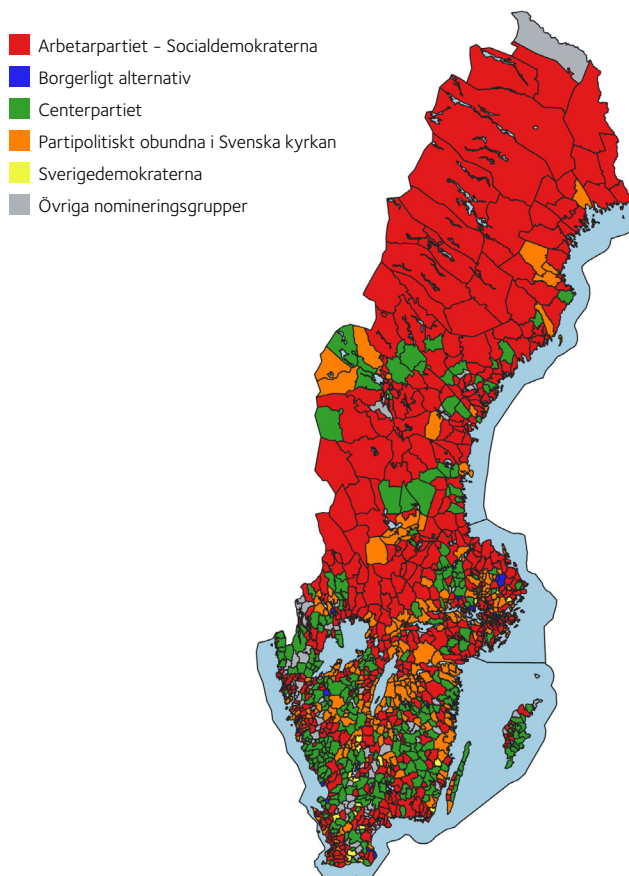 Arbetarpartiet - Socialdemokraterna
Borgerligt alternativ
Centerpartiet
Partipolitiskt obundna i Svenska kyrkan
Sverigedemokraterna
Övriga nomineringsgrupper